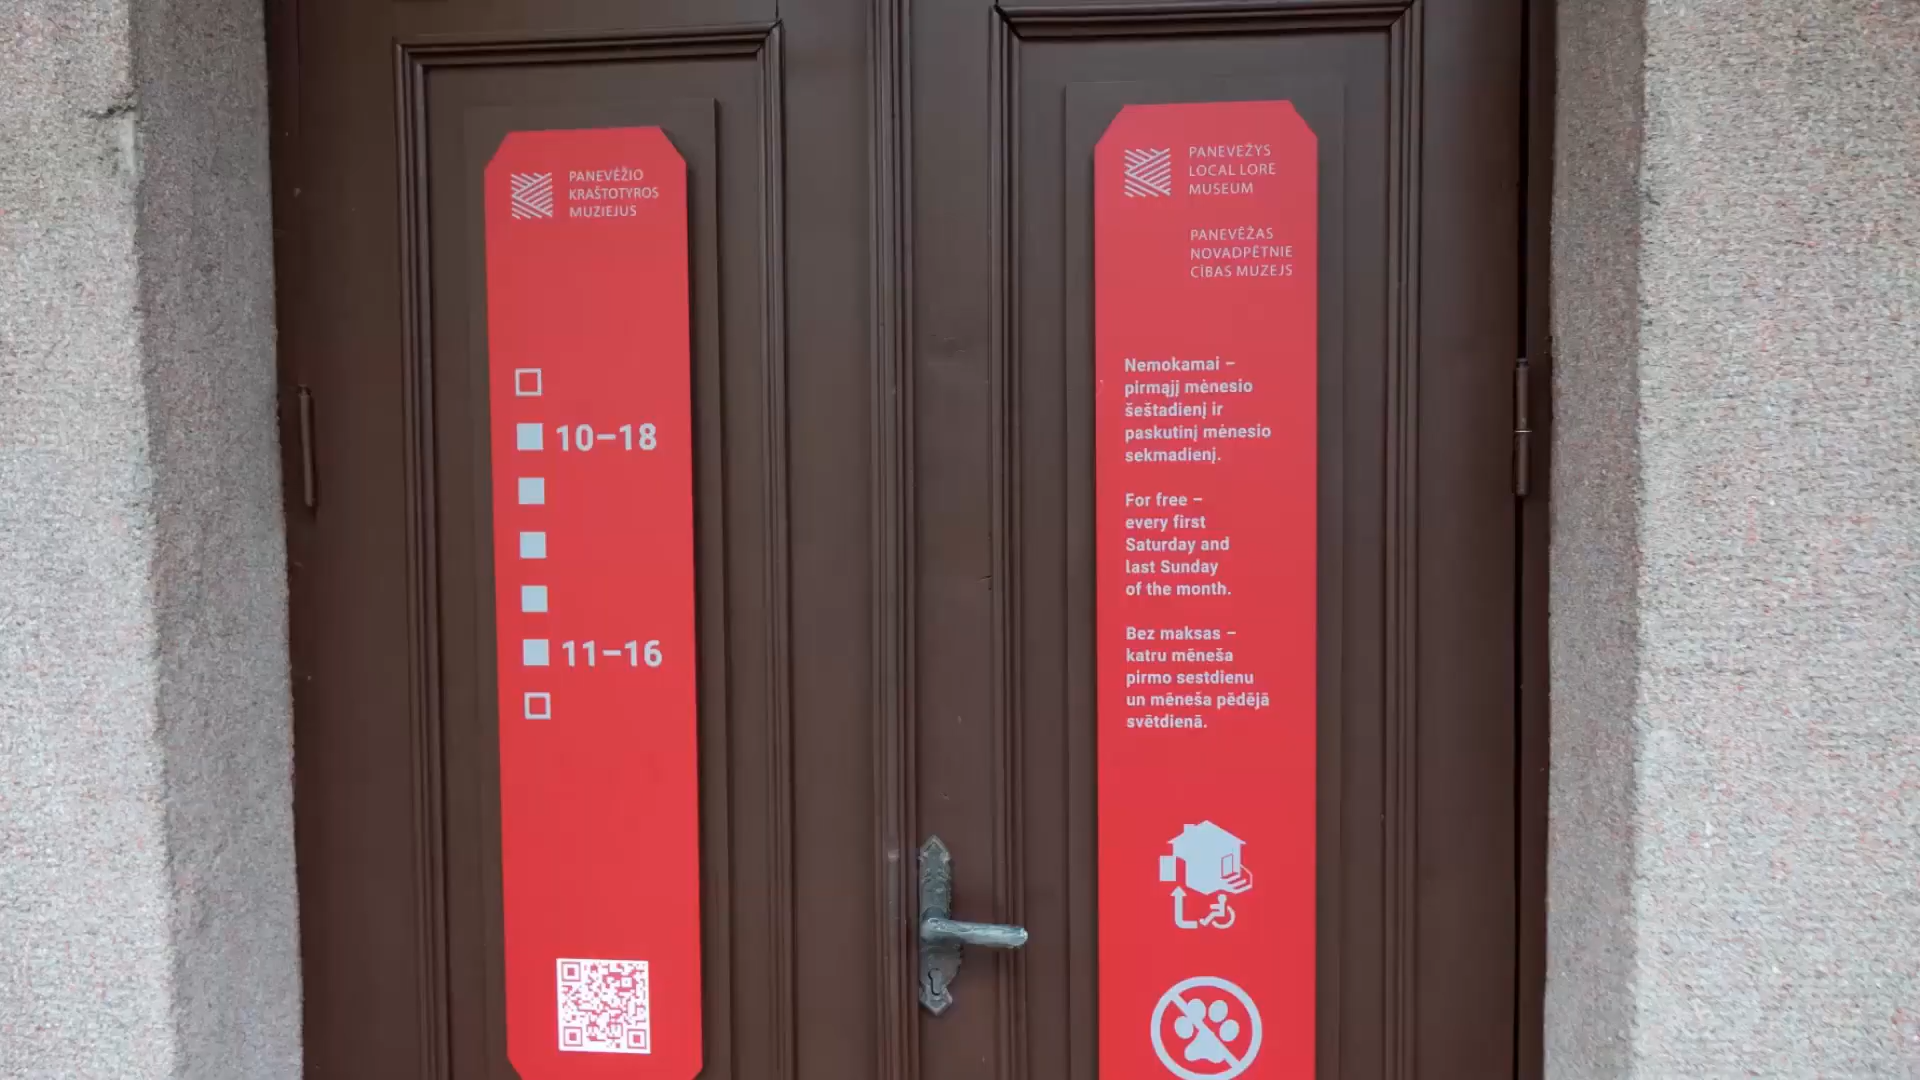 PANEVĖŽIO
KRAŠTOTYROS
MUZIEJUS
10–18
11–16
PANEVĖŽYS
LOCAL LORE
MUSEUM
PANEVĒŽAS
NOVADPĒTNIE
CĪBAS MUZEJS
Nemokamai –
pirmąjį mėnesio
šeštadienį ir
paskutinį mėnesio
sekmadienį.
For free –
every first
Saturday and
last Sunday
of the month.
Bez maksas –
katru mēneša
pirmo sestdienu
un mēneša pēdējā
svētdienā.